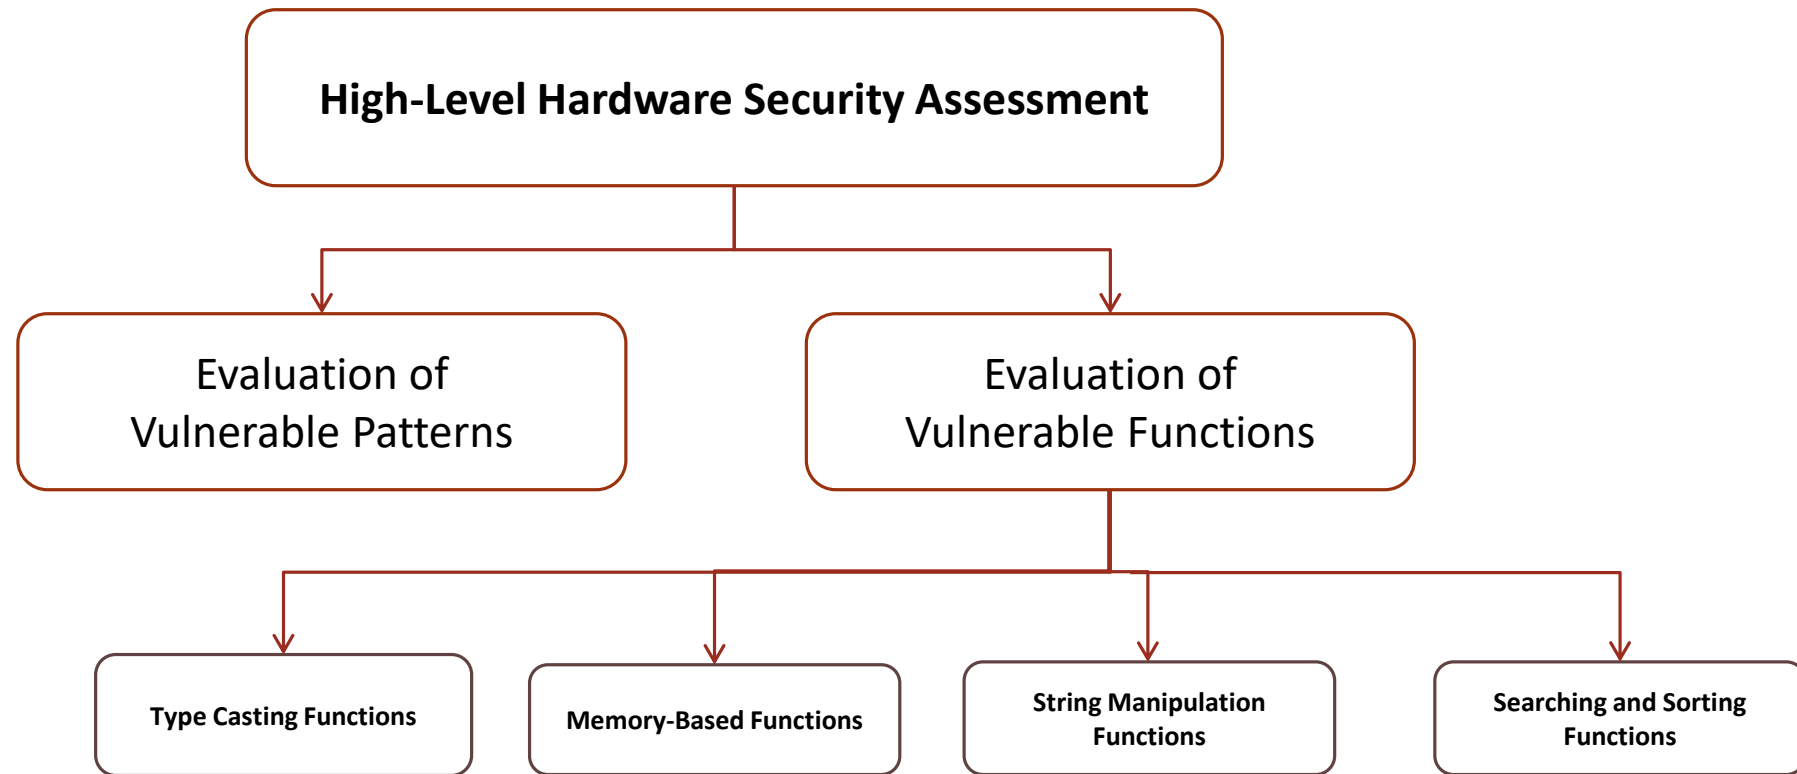 High-Level Hardware Security Assessment
Evaluation of
Vulnerable Patterns
Evaluation of
Vulnerable Functions
Type Casting Functions
Memory-Based Functions
String Manipulation
Functions
Searching and Sorting
Functions